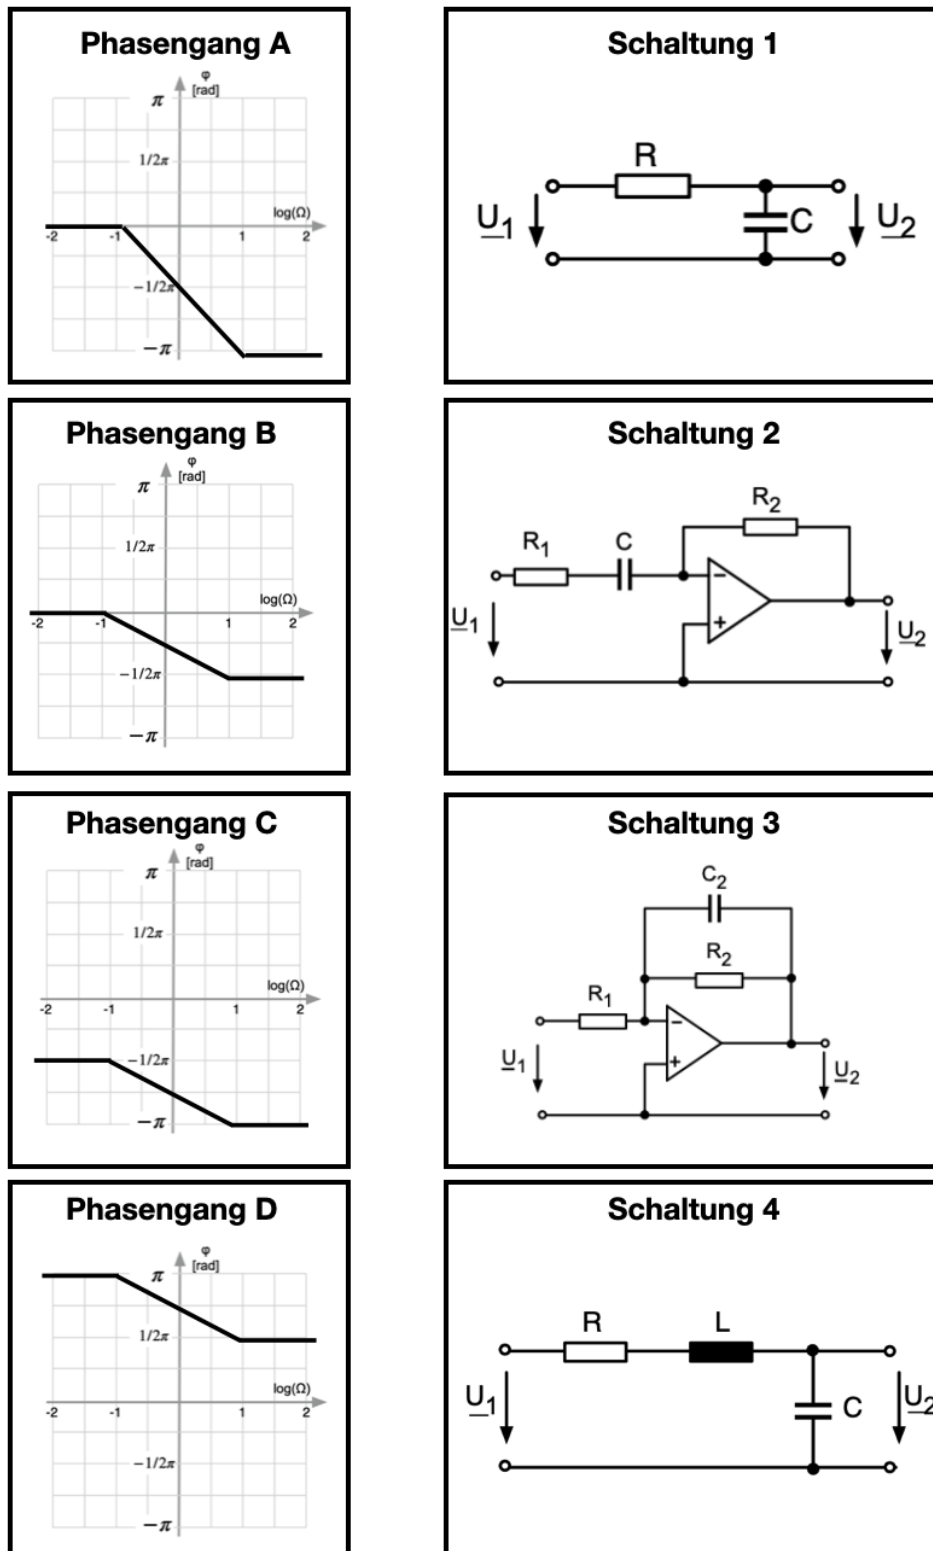 Phasengang A
φ
[rad]
π
1/2π
log(Ω)
-2 -1 1 2
−1/2π
−π
Schaltung 1
R
U1 C U2
Phasengang B
φ
[rad]
π
1/2π
log(Ω)
-2 -1 1 2
−1/2π
−π
Schaltung 2
R2
R1 C
−
+
U1 U2
Phasengang C
φ
[rad]
π
1/2π
log(Ω)
-2 -1 1 2
−1/2π
−π
Schaltung 3
C2
R2
R1
−
+
U1 U2
Phasengang D
φ
[rad]
π
1/2π
log(Ω)
-2 -1 1 2
−1/2π
−π
Schaltung 4
R L
U1 C U2